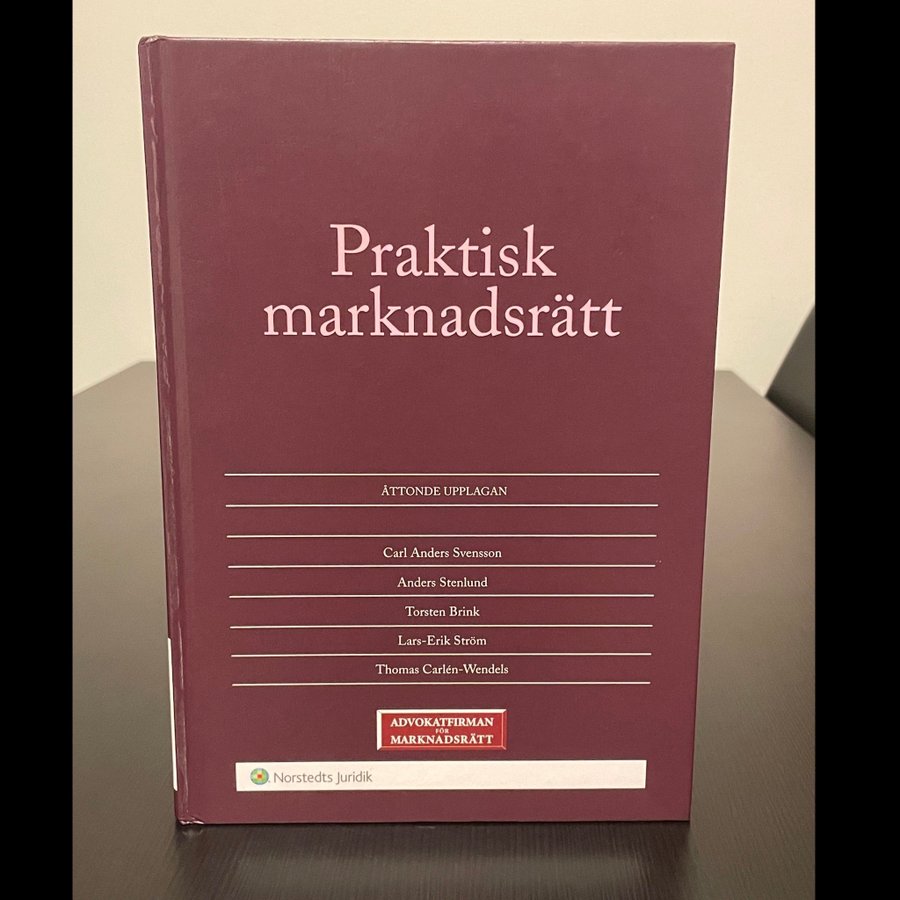 Praktisk
marknadsrätt
ÅTTONDE UPPLAGAN
Carl Anders Svensson
Anders Stenlund
Torsten Brink
Lars-Erik Ström
Thomas Carlén-Wendels
ADVOKATFIRMAN
FÖR
MARKNADSRÄTT
Norstedts Juridik